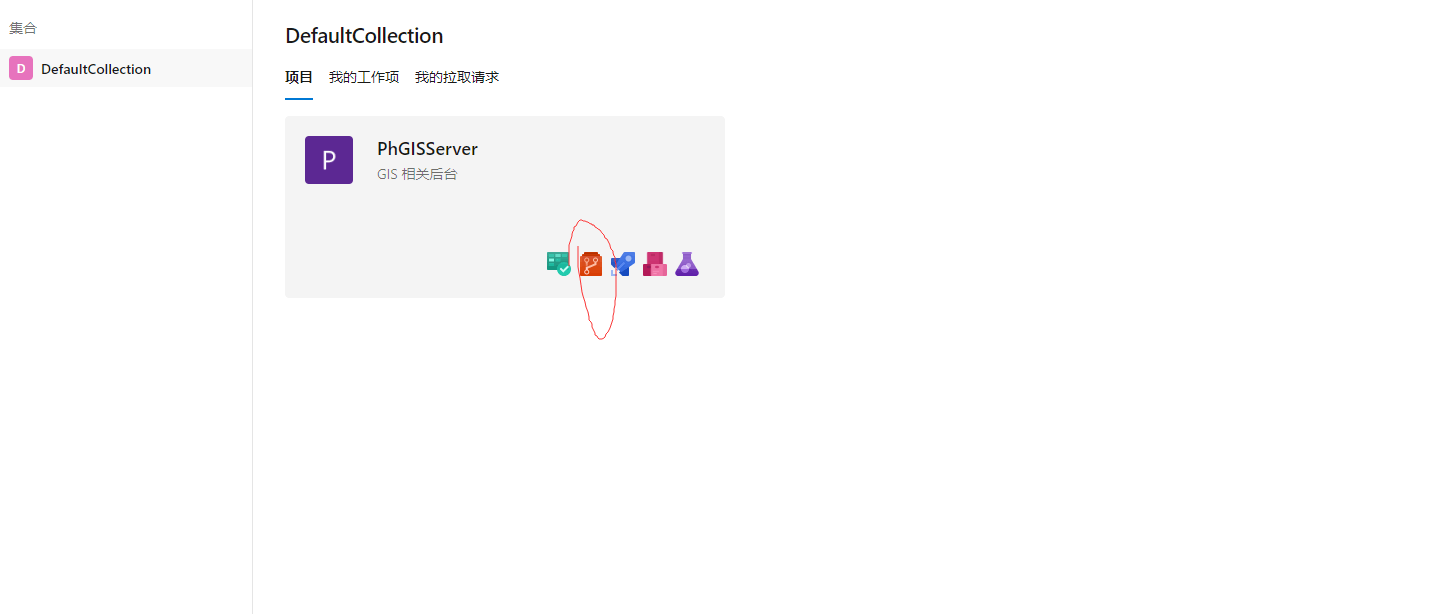 集合
D DefaultCollection
DefaultCollection
项目 我的工作项 我的拉取请求
P
PhGISServer
GIS 相关后台